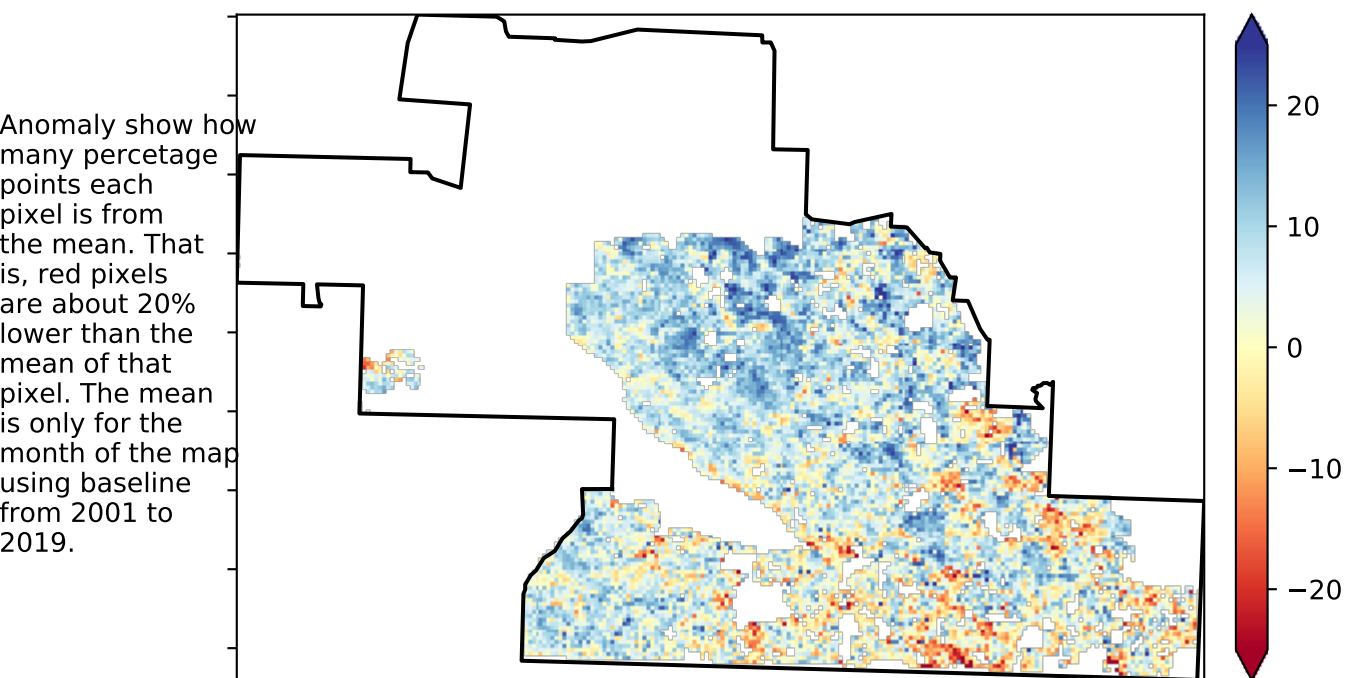 Anomaly show how
many percetage
points each
pixel is from
the mean. That
is, red pixels
are about 20%
lower than the
mean of that
pixel. The mean
is only for the
month of the map
using baseline
from 2001 to
2019.
20
10
0
−10
−20